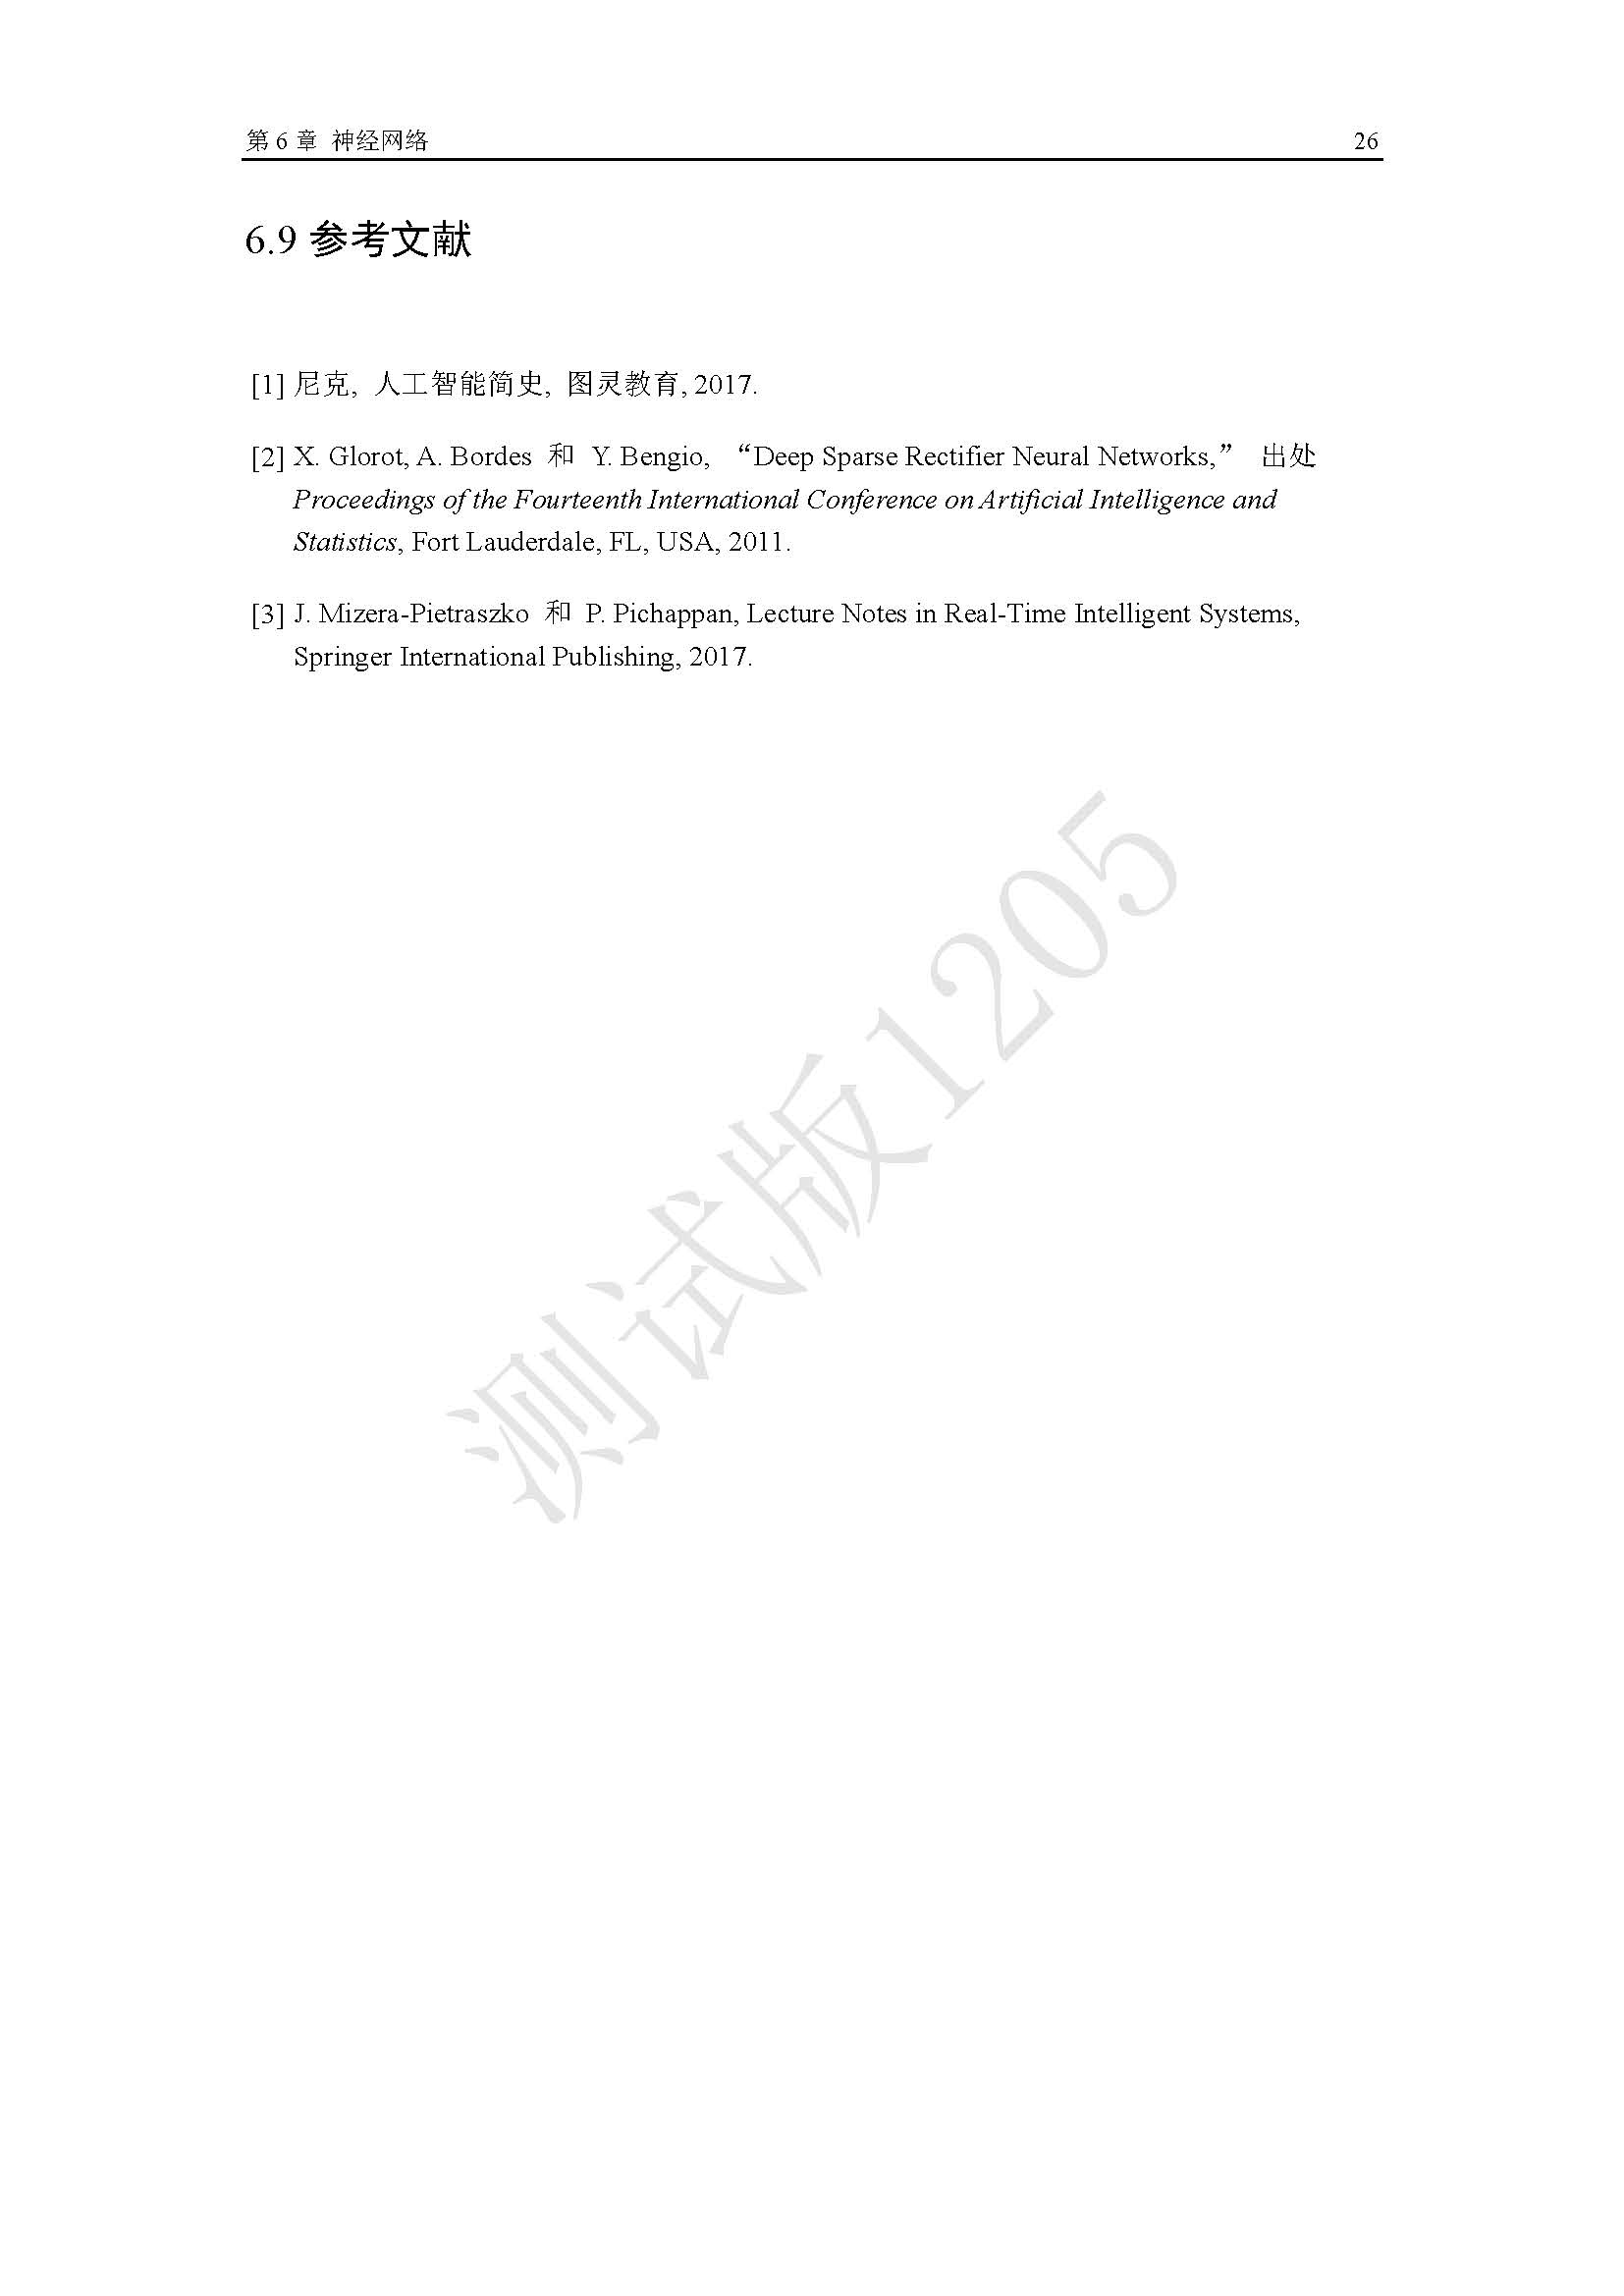 第 6 章 神经网络 26
6.9 参考文献
[1] 尼克, 人工智能简史, 图灵教育, 2017.
[2] X. Glorot, A. Bordes 和 Y. Bengio, “Deep Sparse Rectifier Neural Networks,” 出处
Proceedings of the Fourteenth International Conference on Artificial Intelligence and
Statistics, Fort Lauderdale, FL, USA, 2011.
[3] J. Mizera-Pietraszko 和 P. Pichappan, Lecture Notes in Real-Time Intelligent Systems,
Springer International Publishing, 2017.
测试版1205